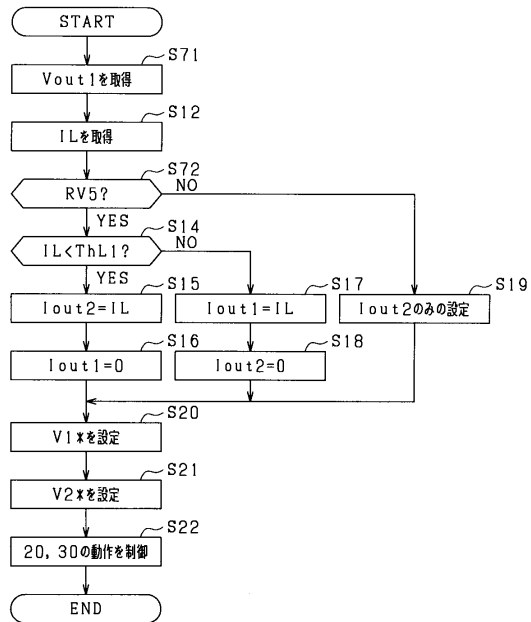 START
S71
Vout1を取得
S12
ILを取得
S72
RV5?
NO
YES
S14
IL<ThL1?
NO
YES
S15
Iout2=IL
S17
Iout1=IL
S19
Iout2のみの設定
S16
Iout1=0
S18
Iout2=0
S20
V1*を設定
S21
V2*を設定
S22
20,30の動作を制御
END